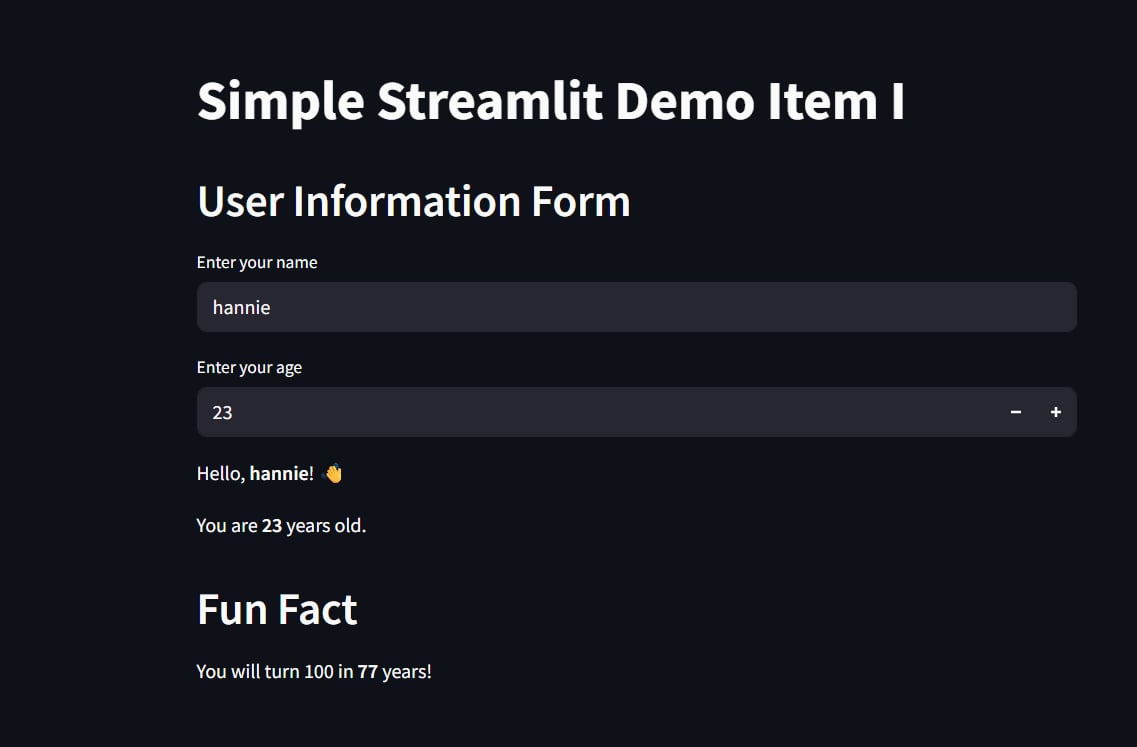 Simple Streamlit Demo Item I
User Information Form
Enter your name
hannie
Enter your age
23 − +
Hello, hannie! 👋
You are 23 years old.
Fun Fact
You will turn 100 in 77 years!